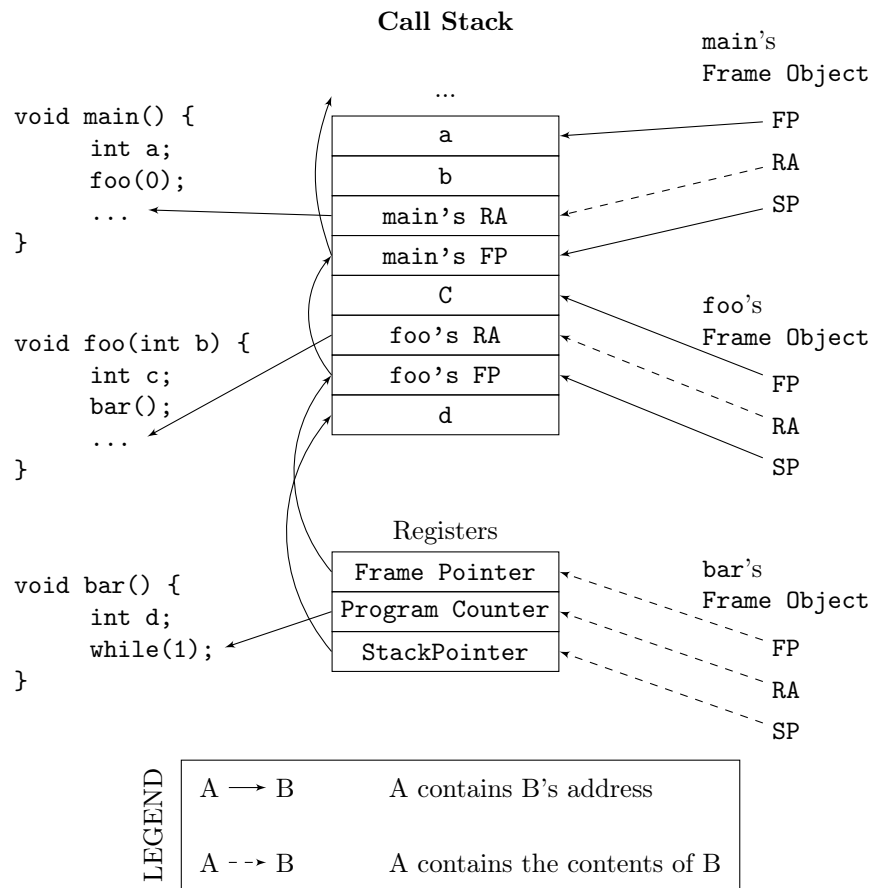 Call Stack
void main() {
int a;
foo(0);
...
}
void foo(int b) {
int c;
bar();
...
}
void bar() {
int d;
while(1);
}
...
a
b
main's RA
main's FP
C
foo's RA
foo's FP
d
Registers
Frame Pointer
Program Counter
StackPointer
main's
Frame Object
FP
RA
SP
foo's
Frame Object
FP
RA
SP
bar's
Frame Object
FP
RA
SP
LEGEND
A B A contains B's address
A B A contains the contents of B